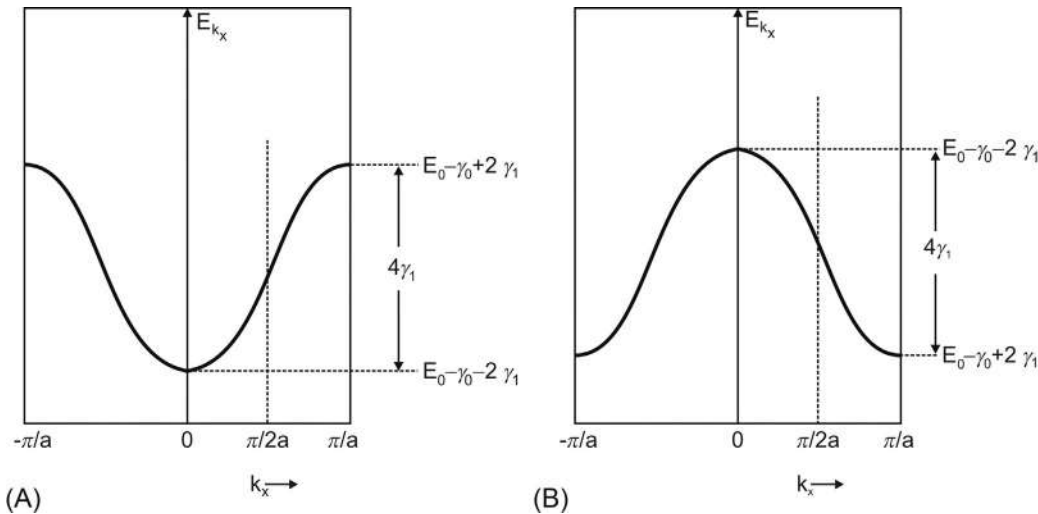 E_{k_x}
E₀–γ₀+2 γ₁
4γ₁
E₀–γ₀–2 γ₁
-π/a 0 π/2a π/a
k_x
(A)
E_{k_x}
E₀–γ₀–2 γ₁
4γ₁
E₀–γ₀+2 γ₁
-π/a 0 π/2a π/a
k_x
(B)